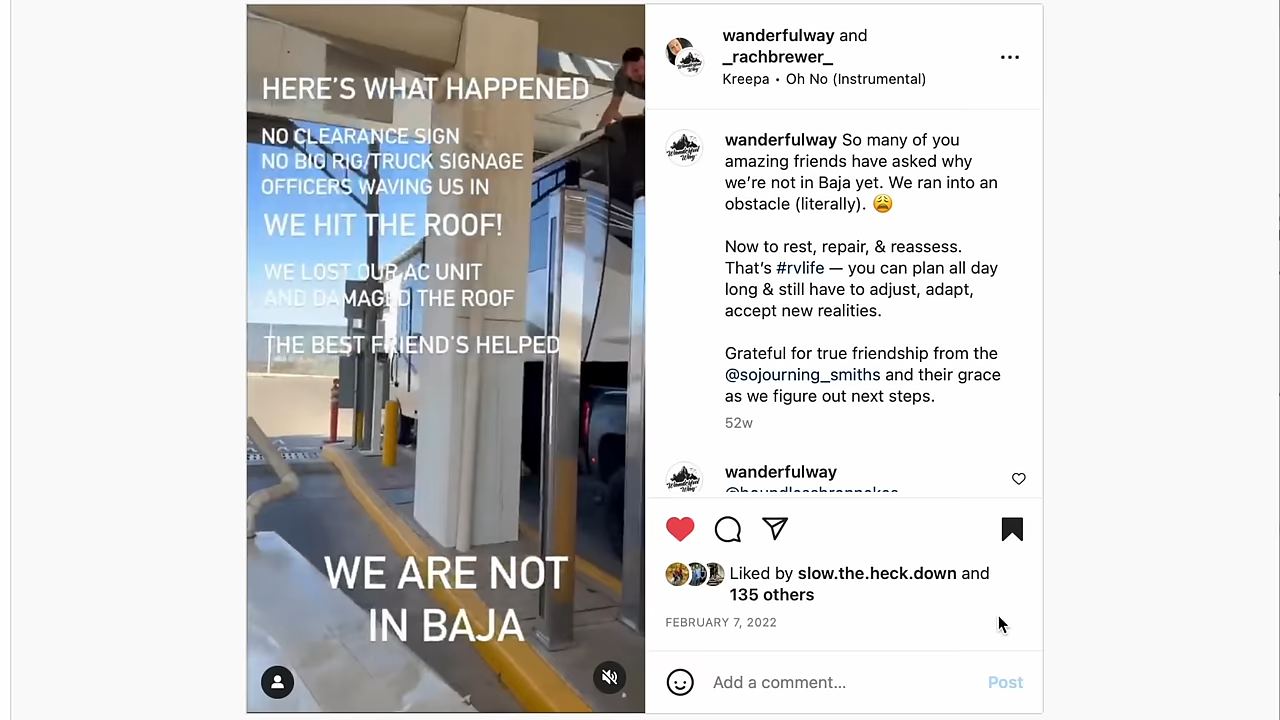 HERE'S WHAT HAPPENED
NO CLEARANCE SIGN
NO BIG RIG/TRUCK SIGNAGE
OFFICERS WAVING US IN
WE HIT THE ROOF!
WE LOST OUR AC UNIT
AND DAMAGED THE ROOF
THE BEST FRIEND'S HELPED
WE ARE NOT
IN BAJA
wanderfulway and
_rachbrewer_
Kreepa • Oh No (Instrumental)
wanderfulway So many of you
amazing friends have asked why
we're not in Baja yet. We ran into an
obstacle (literally). 😩
Now to rest, repair, & reassess.
That's #rvlife — you can plan all day
long & still have to adjust, adapt,
accept new realities.
Grateful for true friendship from the
@sojourning_smiths and their grace
as we figure out next steps.
52w
wanderfulway
Liked by slow.the.heck.down and
135 others
FEBRUARY 7, 2022
Add a comment...
Post